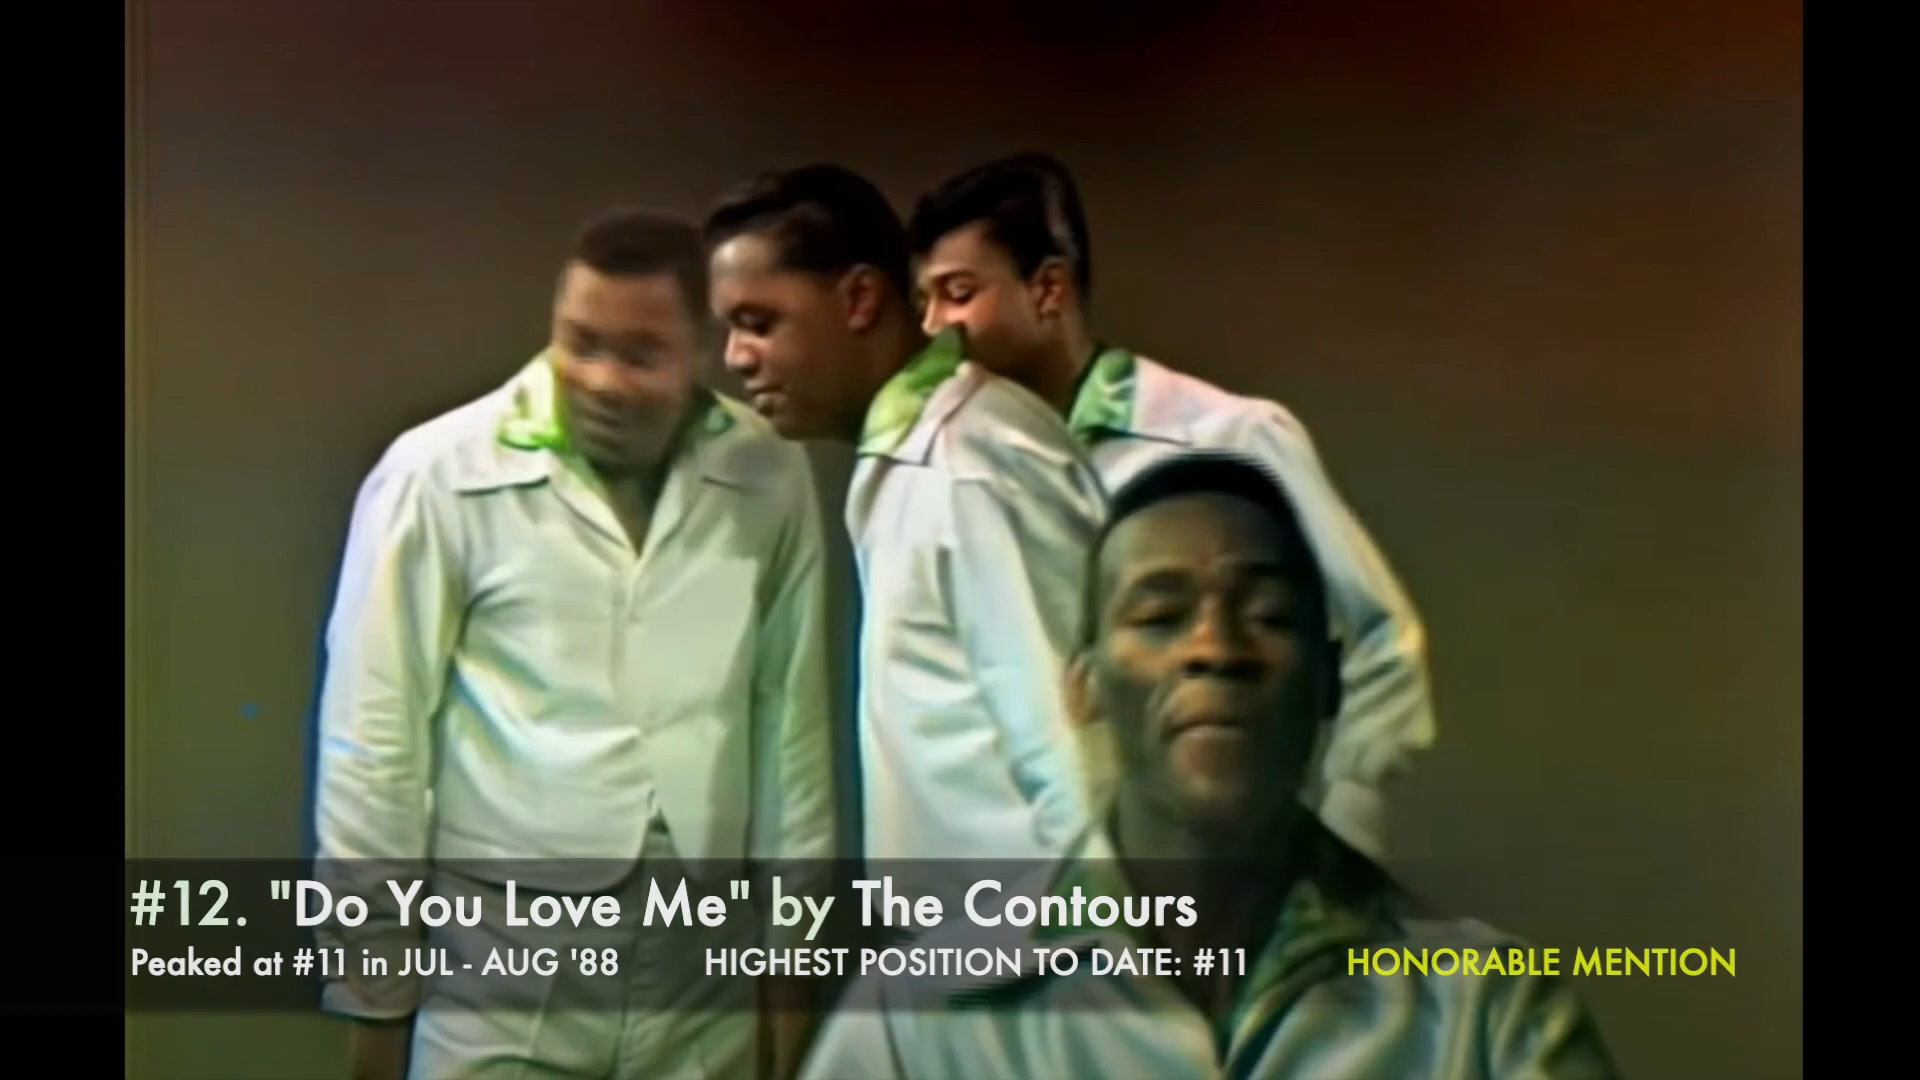 #12. "Do You Love Me" by The Contours
Peaked at #11 in JUL - AUG '88 HIGHEST POSITION TO DATE: #11 HONORABLE MENTION